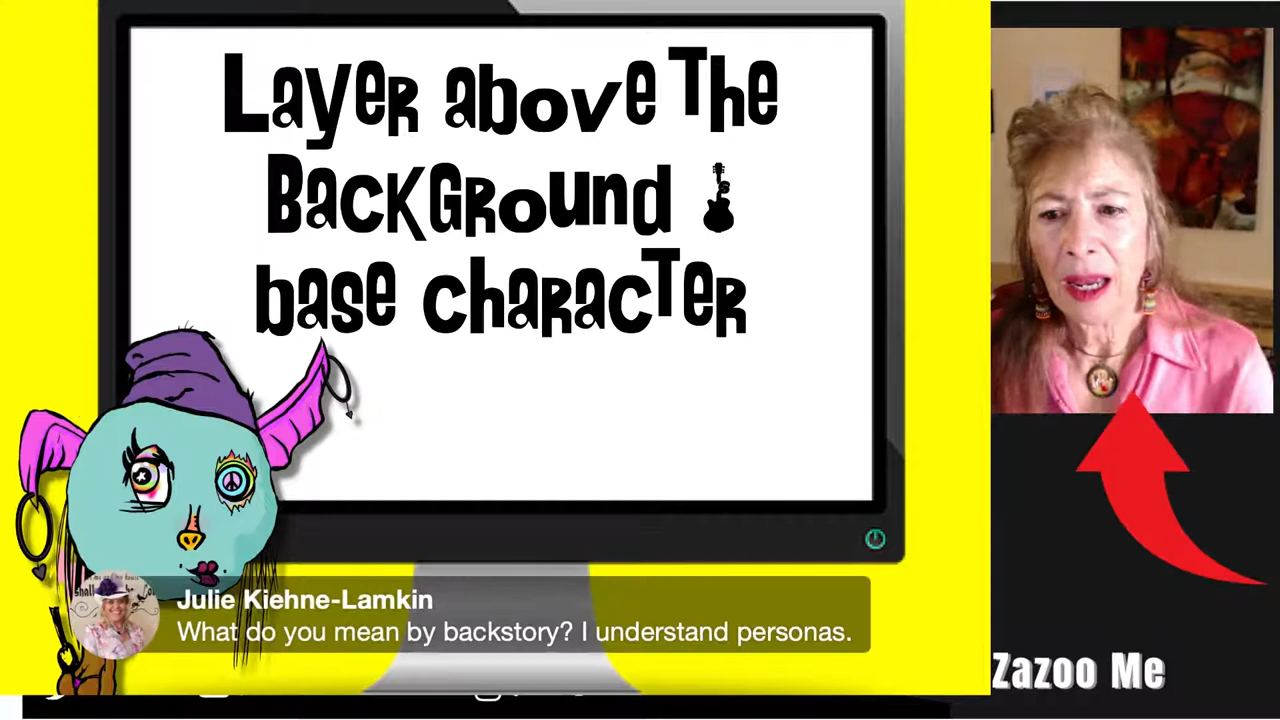 Layer above The
Background
base character
Julie Kiehne-Lamkin
What do you mean by backstory? I understand personas.
Zazoo Me